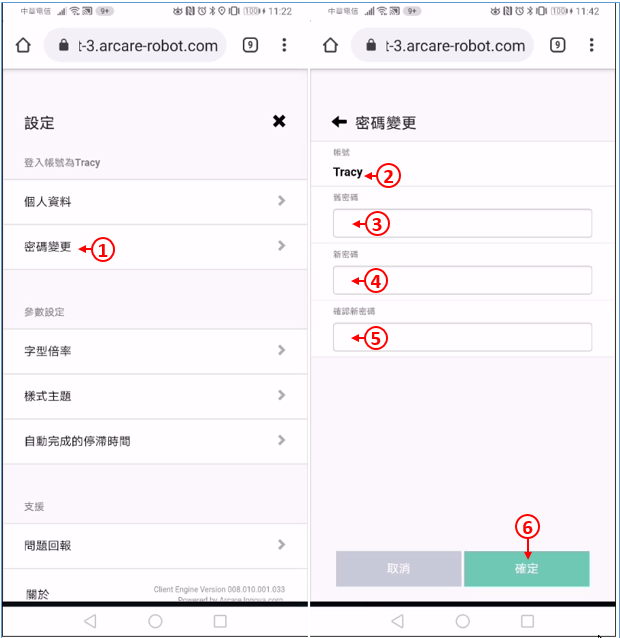 中華電信 9+ 100 11:22
t-3.arcare-robot.com 9
設定
登入帳號為Tracy
個人資料
密碼變更 1
參數設定
字型倍率
樣式主題
自動完成的停滯時間
支援
問題回報
關於 Client Engine Version 008.010.001.033
Powered by Arcare Innova.com
中華電信 9+ 100 11:42
t-3.arcare-robot.com 9
密碼變更
帳號
Tracy 2
舊密碼
3
新密碼
4
確認新密碼
5
6
取消 確定